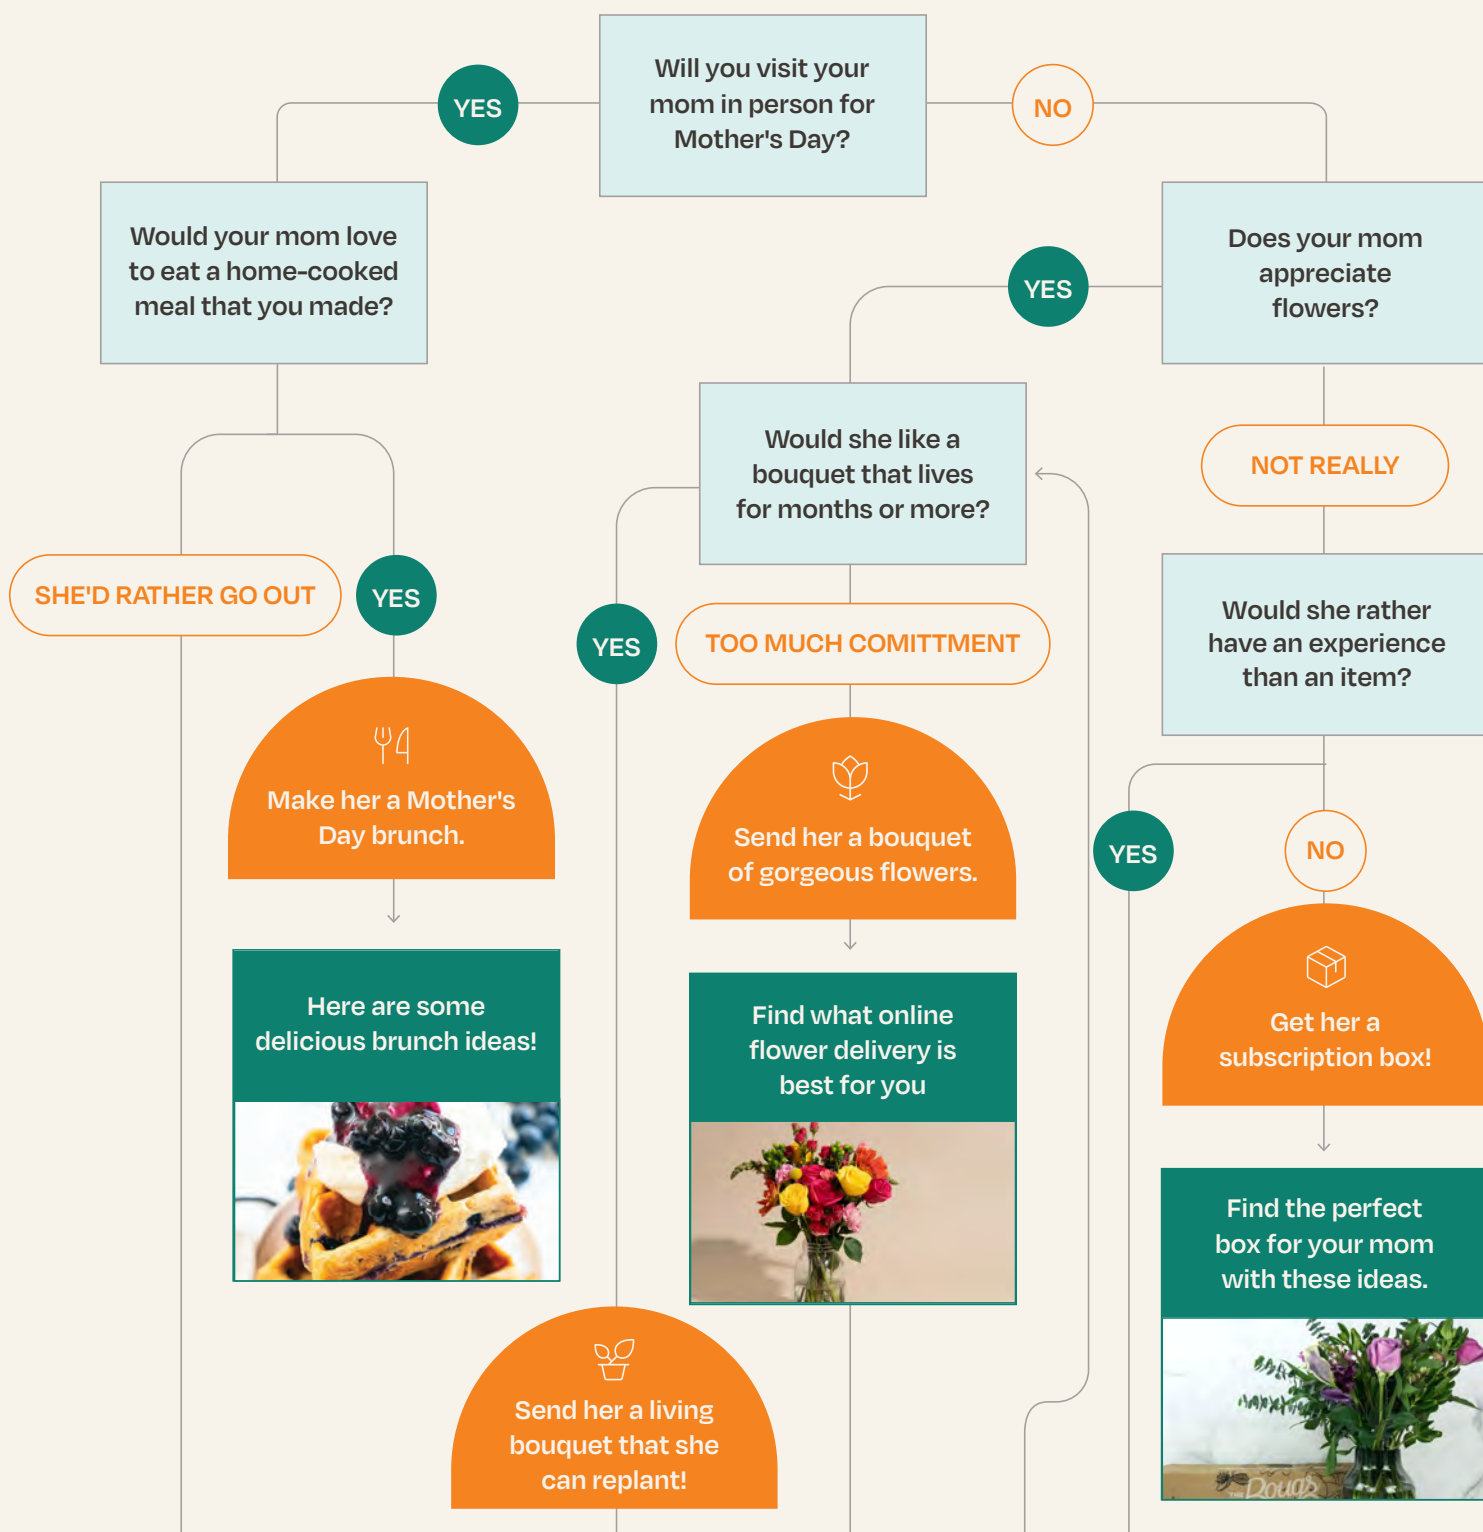 Will you visit your
mom in person for
Mother's Day?
YES
NO
Would your mom love
to eat a home-cooked
meal that you made?
Does your mom
appreciate
flowers?
YES
Would she like a
bouquet that lives
for months or more?
NOT REALLY
SHE'D RATHER GO OUT
YES
YES
TOO MUCH COMITTMENT
Would she rather
have an experience
than an item?
Make her a Mother's
Day brunch.
Send her a bouquet
of gorgeous flowers.
YES
NO
Here are some
delicious brunch ideas!
Find what online
flower delivery is
best for you
Get her a
subscription box!
Find the perfect
box for your mom
with these ideas.
Send her a living
bouquet that she
can replant!
THE
Bouqs